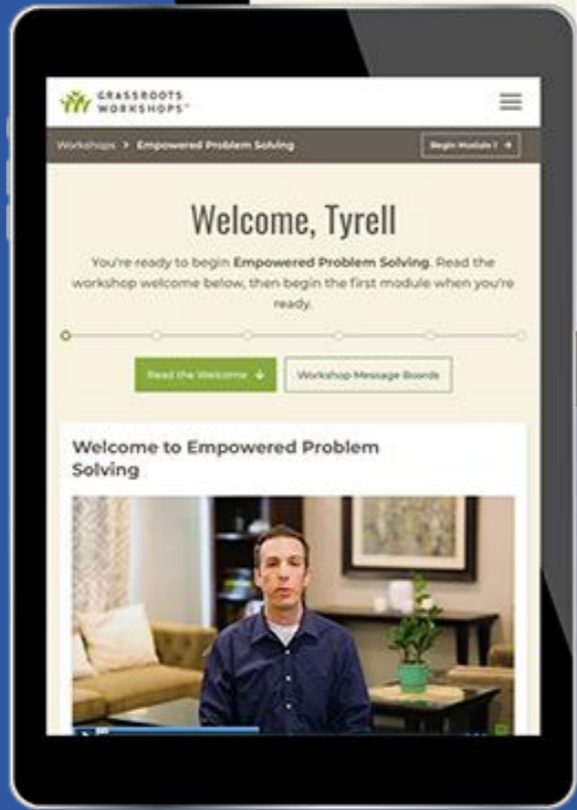 GRASSROOTS
WORKSHOPS™
Workshops > Empowered Problem Solving
Begin Module 1 →
Welcome, Tyrell
You're ready to begin Empowered Problem Solving. Read the
workshop welcome below, then begin the first module when you're
ready.
Read the Welcome ↓
Workshop Message Boards
Welcome to Empowered Problem
Solving